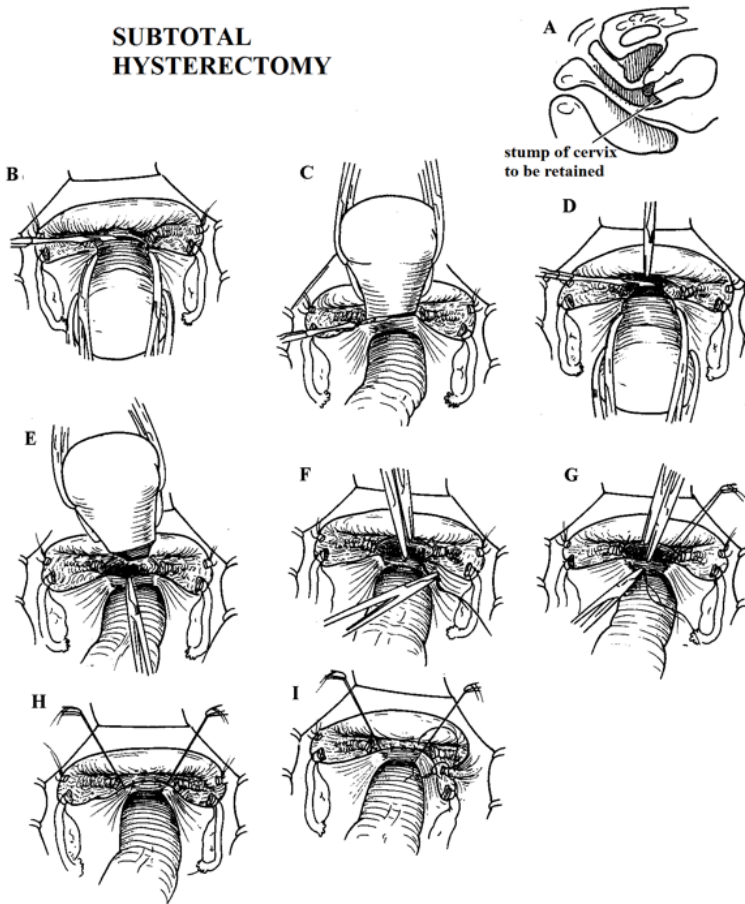 SUBTOTAL
HYSTERECTOMY
A
stump of cervix
to be retained
B
C
D
E
F
G
H
I